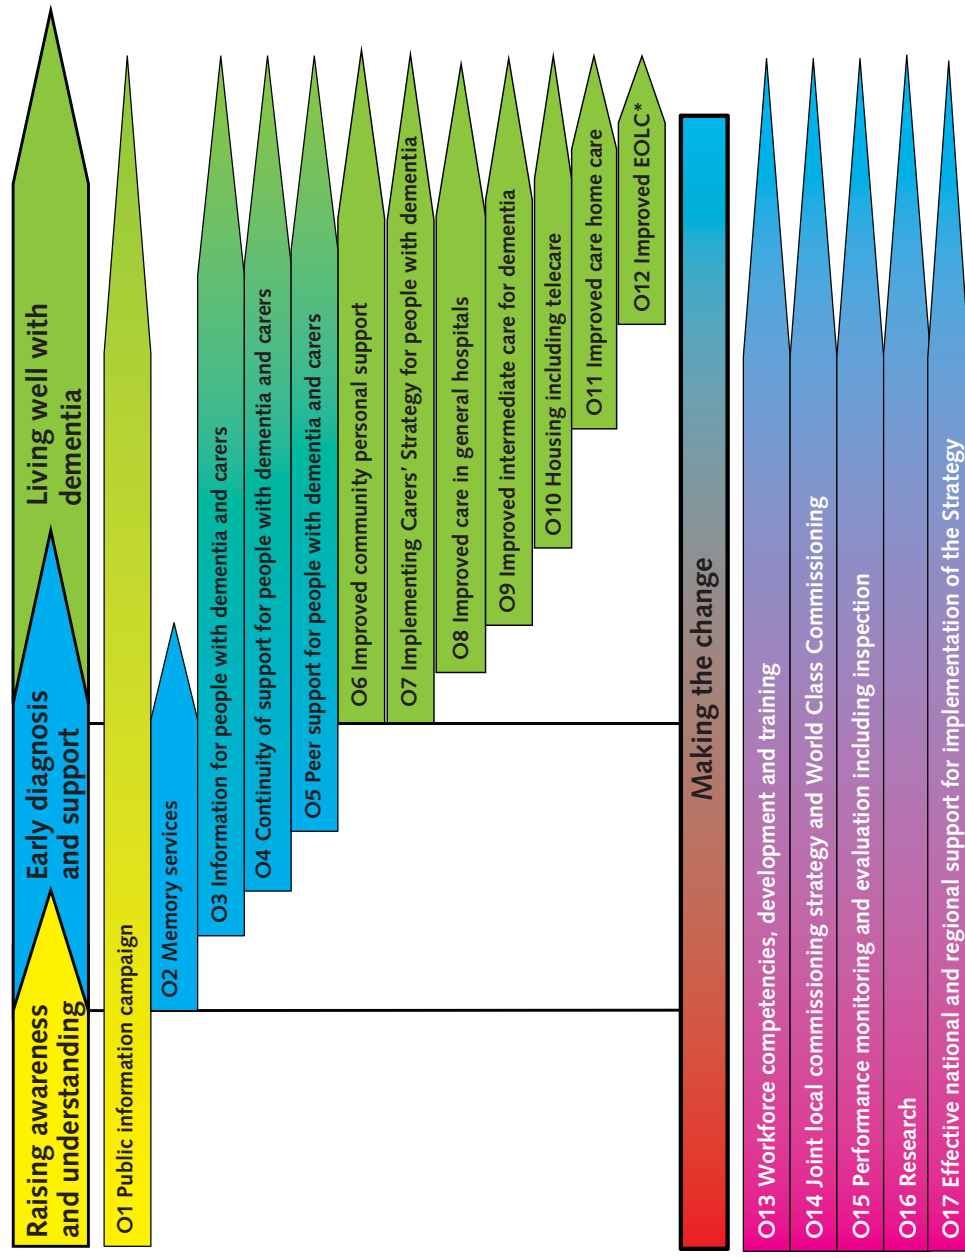 Raising awareness
and understanding
Early diagnosis
and support
Living well with
dementia
O1 Public information campaign
O2 Memory services
O3 Information for people with dementia and carers
O4 Continuity of support for people with dementia and carers
O5 Peer support for people with dementia and carers
O6 Improved community personal support
O7 Implementing Carers’ Strategy for people with dementia
O8 Improved care in general hospitals
O9 Improved intermediate care for dementia
O10 Housing including telecare
O11 Improved care home care
O12 Improved EOLC*
Making the change
O13 Workforce competencies, development and training
O14 Joint local commissioning strategy and World Class Commissioning
O15 Performance monitoring and evaluation including inspection
O16 Research
O17 Effective national and regional support for implementation of the Strategy